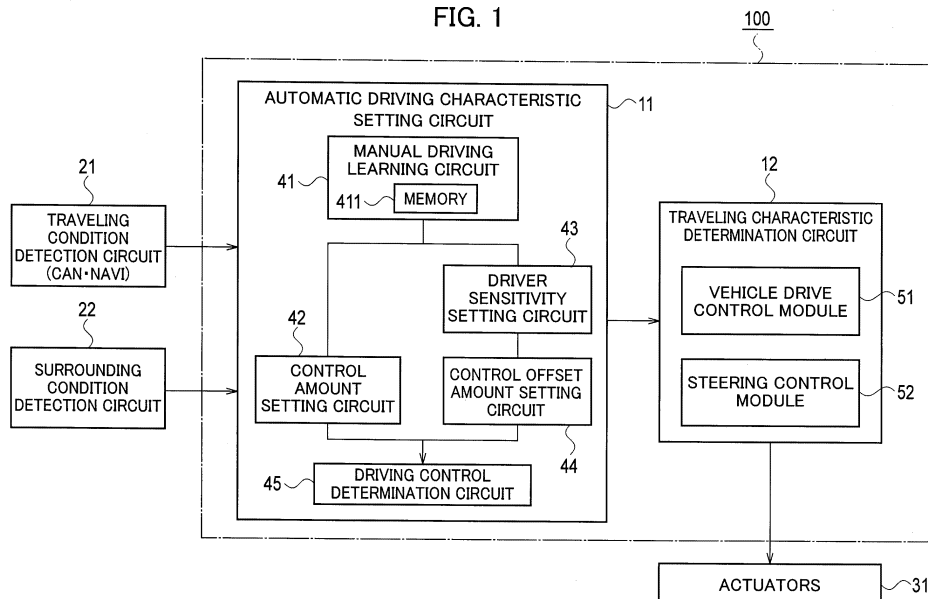 FIG. 1
100
AUTOMATIC DRIVING CHARACTERISTIC
SETTING CIRCUIT
11
MANUAL DRIVING
LEARNING CIRCUIT
41
411
MEMORY
21
TRAVELING
CONDITION
DETECTION CIRCUIT
(CAN・NAVI)
22
SURROUNDING
CONDITION
DETECTION CIRCUIT
42
CONTROL
AMOUNT
SETTING CIRCUIT
43
DRIVER
SENSITIVITY
SETTING CIRCUIT
CONTROL OFFSET
AMOUNT SETTING
CIRCUIT
44
45
DRIVING CONTROL
DETERMINATION CIRCUIT
12
TRAVELING CHARACTERISTIC
DETERMINATION CIRCUIT
VEHICLE DRIVE
CONTROL MODULE
51
STEERING CONTROL
MODULE
52
ACTUATORS
31